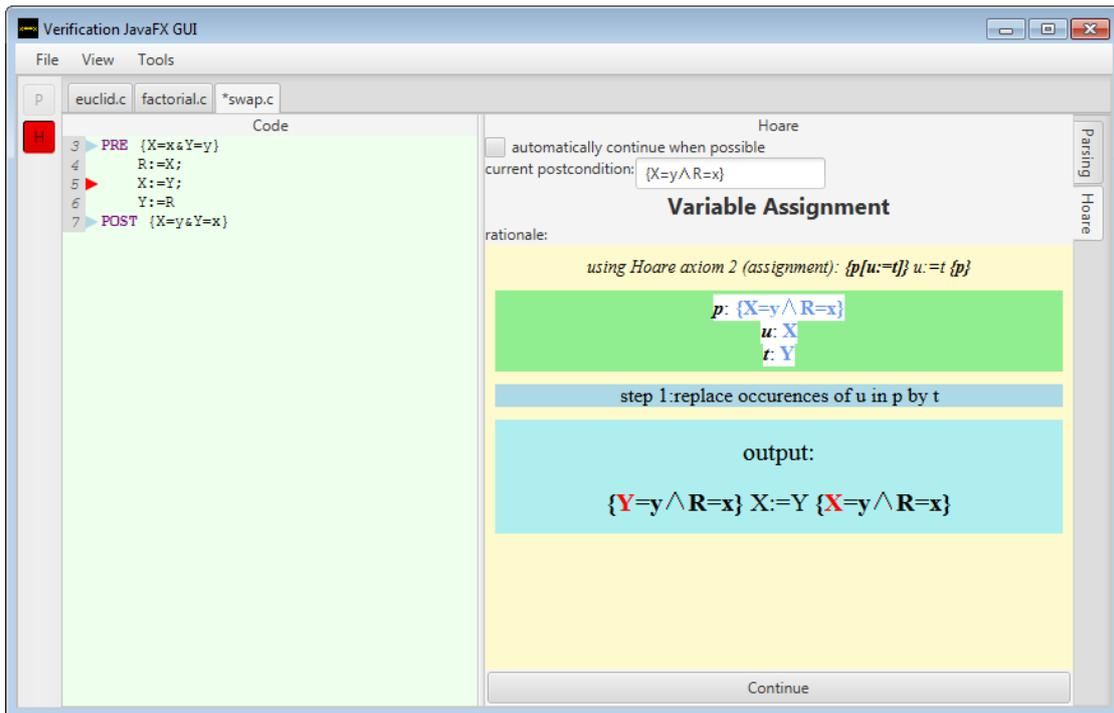 Verification JavaFX GUI
File View Tools
P
H
euclid.c factorial.c *swap.c
Code
3 PRE {X=x&Y=y}
4 R:=X;
5 X:=Y;
6 Y:=R
7 POST {X=y&Y=x}
Hoare
automatically continue when possible
current postcondition: {X=y∧R=x}
Variable Assignment
rationale:
using Hoare axiom 2 (assignment): {p[u:=t]} u:=t {p}
p: {X=y∧R=x}
u: X
t: Y
step 1:replace occurences of u in p by t
output:
{Y=y∧R=x} X:=Y {X=y∧R=x}
Continue
Parsing
Hoare